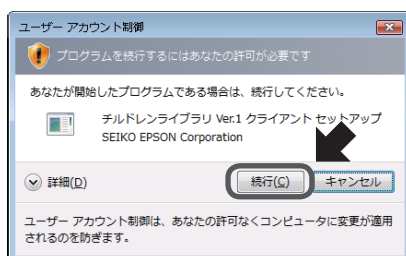 ユーザー アカウント制御
プログラムを続行するにはあなたの許可が必要です
あなたが開始したプログラムである場合は、続行してください。
チルドレンライブラリ Ver.1 クライアント セットアップ
SEIKO EPSON Corporation
詳細(D)
続行(C)
キャンセル
ユーザー アカウント制御は、あなたの許可なくコンピュータに変更が適用
されるのを防ぎます。